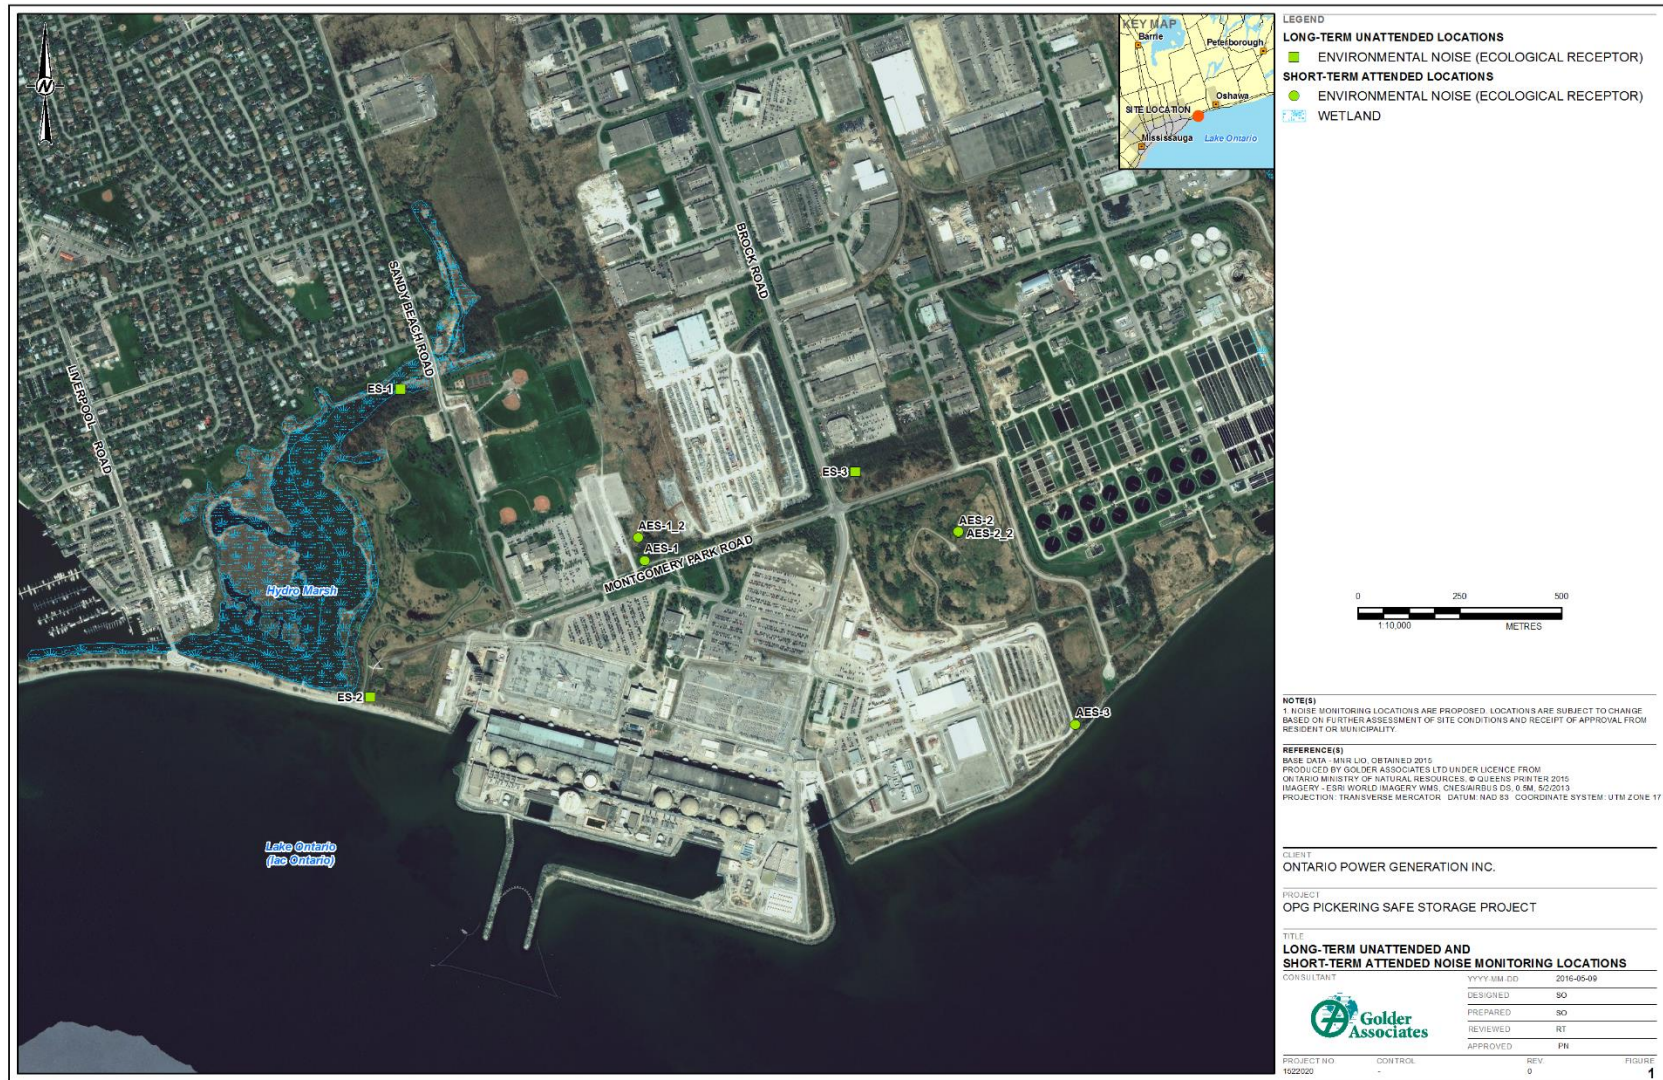 N
KEY MAP
Barrie
Peterborough
Oshawa
SITE LOCATION
Mississauga
Lake Ontario
BROCK ROAD
SANDY BEACH ROAD
LIVERPOOL ROAD
ES-1
ES-3
AES-1_2
AES-1
AES-2
AES-2_2
MONTGOMERY PARK ROAD
Hydro Marsh
ES-2
AES-3
Lake Ontario
(lac Ontario)
LEGEND
LONG-TERM UNATTENDED LOCATIONS
ENVIRONMENTAL NOISE (ECOLOGICAL RECEPTOR)
SHORT-TERM ATTENDED LOCATIONS
ENVIRONMENTAL NOISE (ECOLOGICAL RECEPTOR)
WETLAND
0 250 500
1:10,000 METRES
NOTE(S)
1. NOISE MONITORING LOCATIONS ARE PROPOSED. LOCATIONS ARE SUBJECT TO CHANGE
BASED ON FURTHER ASSESSMENT OF SITE CONDITIONS AND RECEIPT OF APPROVAL FROM
RESIDENT OR MUNICIPALITY.
REFERENCE(S)
BASE DATA - MNR LIO, OBTAINED 2015
PRODUCED BY GOLDER ASSOCIATES LTD UNDER LICENCE FROM
ONTARIO MINISTRY OF NATURAL RESOURCES, © QUEENS PRINTER 2015
IMAGERY - ESRI WORLD IMAGERY WMS, CNES/AIRBUS DS, 0.5M, 5/2/2013
PROJECTION: TRANSVERSE MERCATOR DATUM: NAD 83 COORDINATE SYSTEM: UTM ZONE 17
CLIENT
ONTARIO POWER GENERATION INC.
PROJECT
OPG PICKERING SAFE STORAGE PROJECT
TITLE
LONG-TERM UNATTENDED AND
SHORT-TERM ATTENDED NOISE MONITORING LOCATIONS
CONSULTANT
Golder
Associates
YYYY-MM-DD 2016-05-09
DESIGNED SO
PREPARED SO
REVIEWED RT
APPROVED PN
PROJECT NO. CONTROL REV. FIGURE
1522020 - 0 1